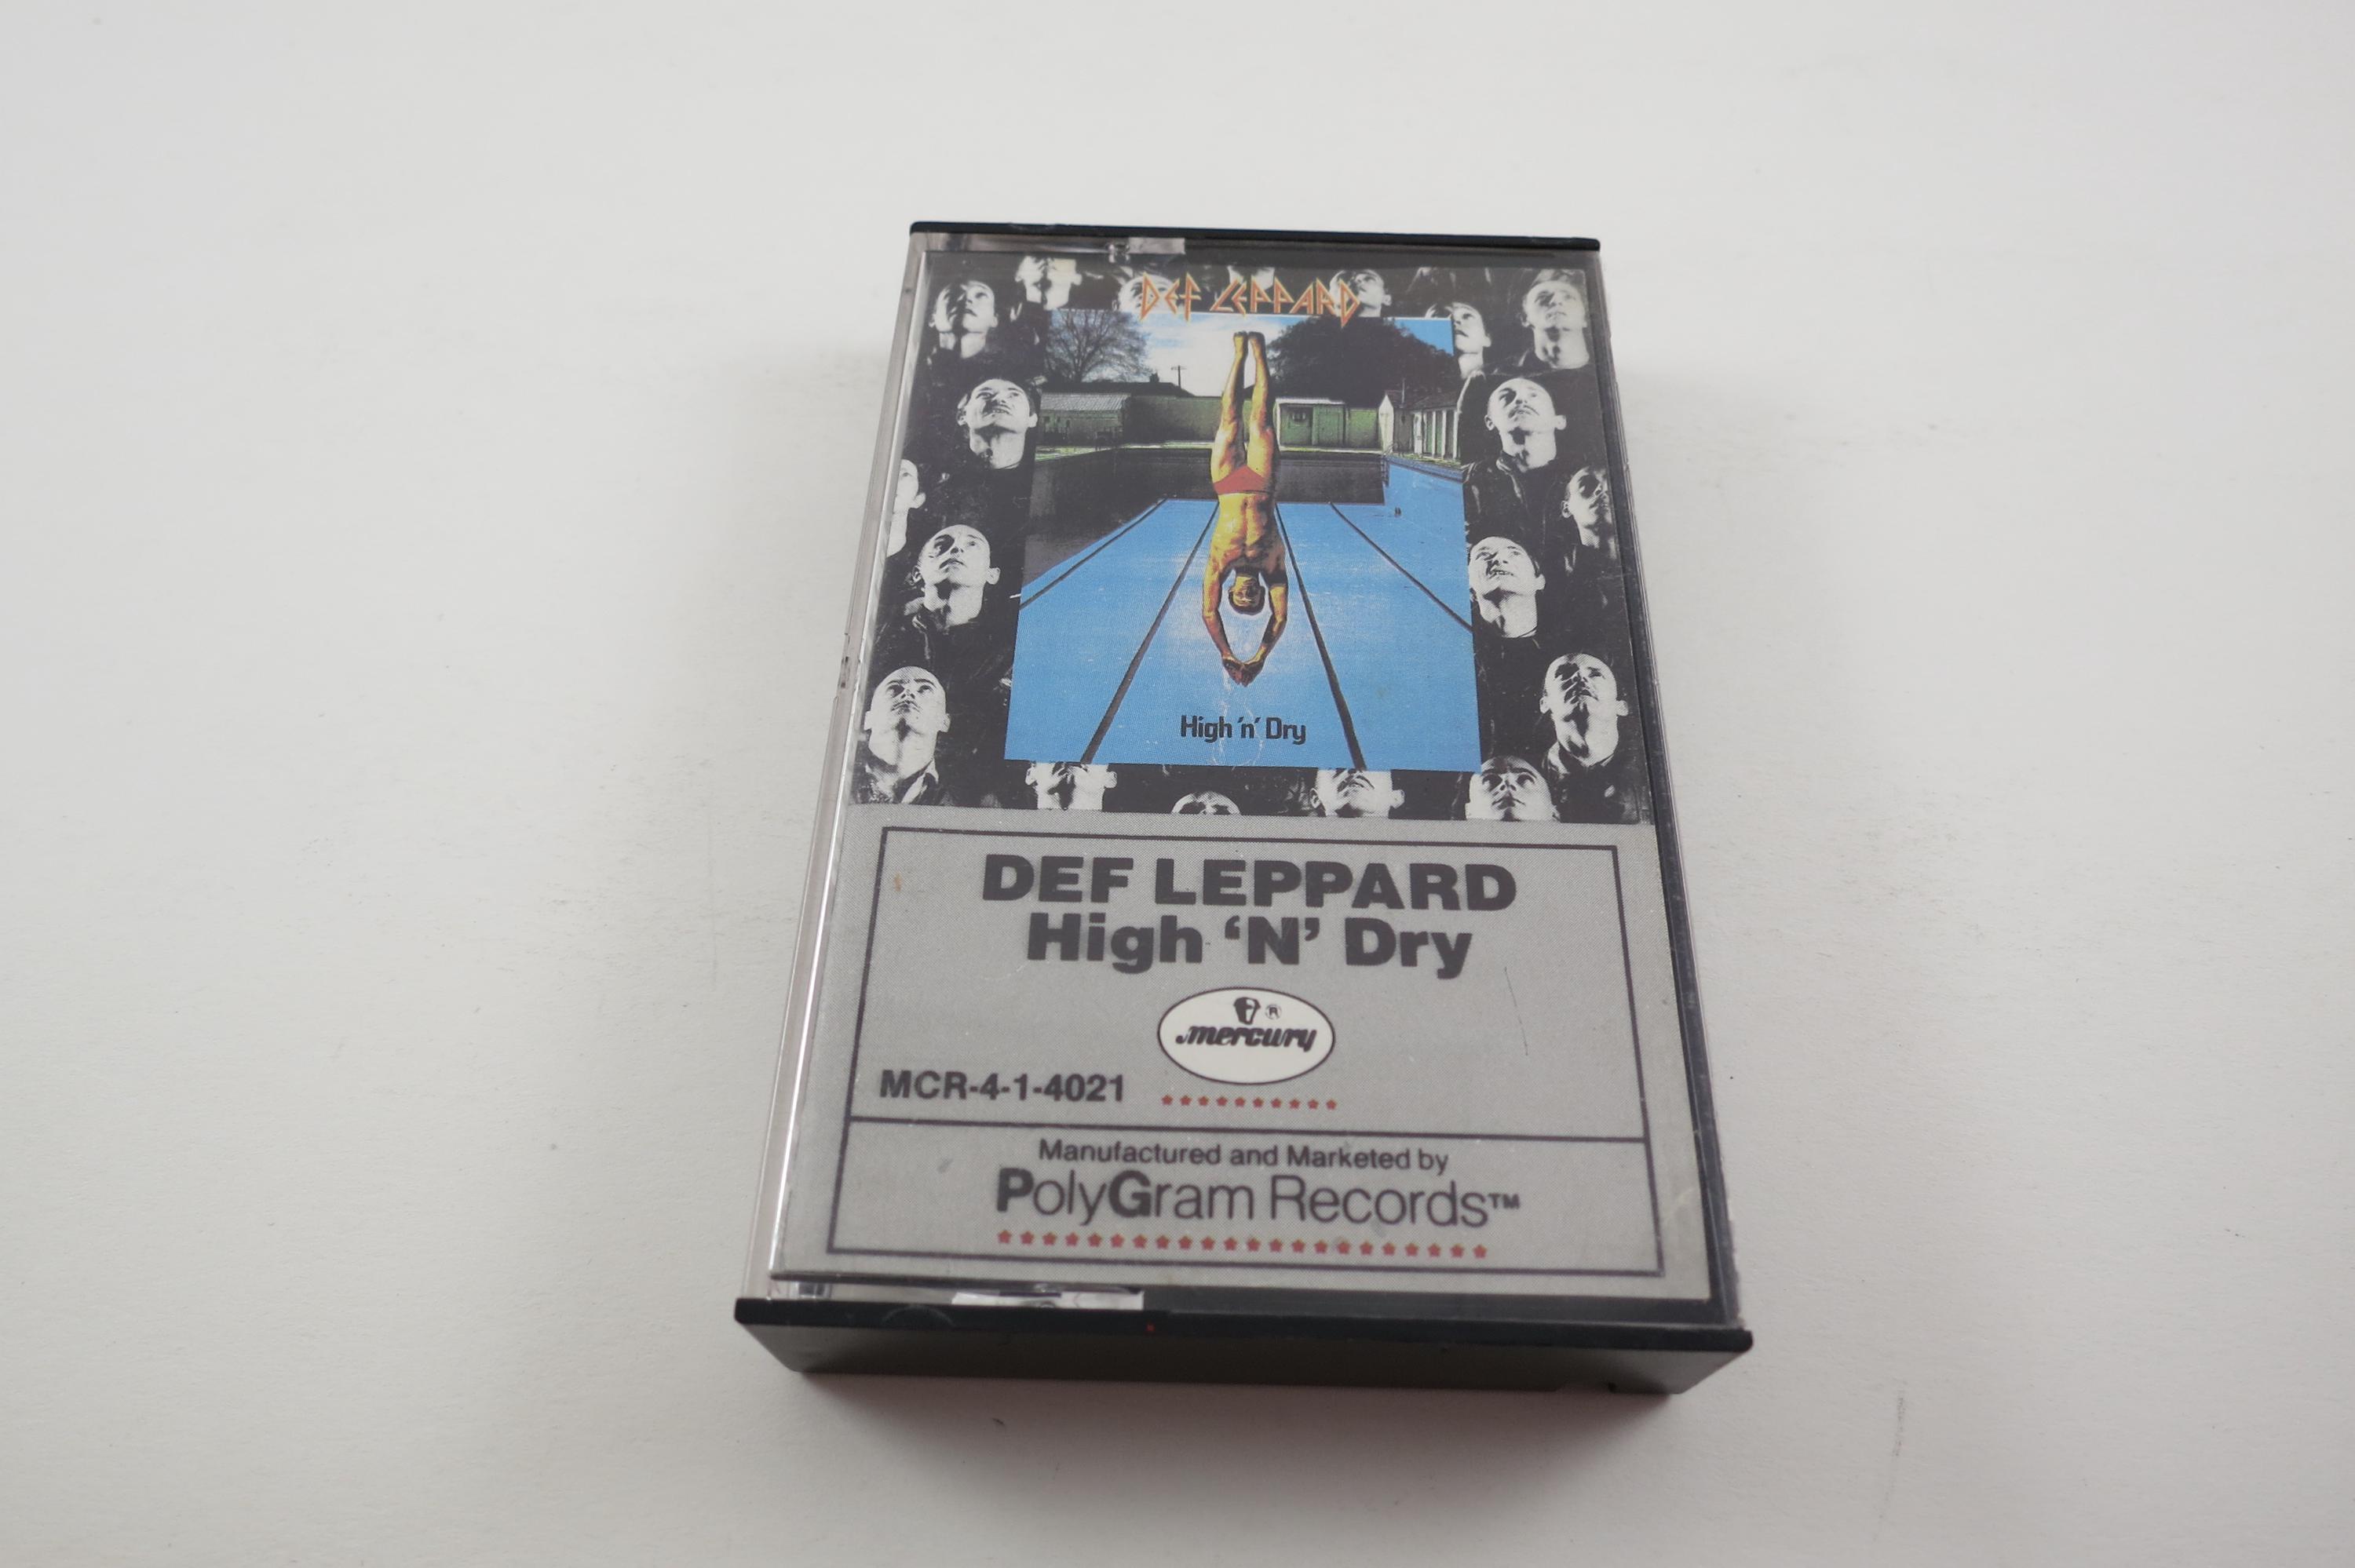 DEF LEPPARD
High 'n' Dry
DEF LEPPARD
High ‘N’ Dry
®
mercury
MCR-4-1-4021
Manufactured and Marketed by
PolyGram Records™